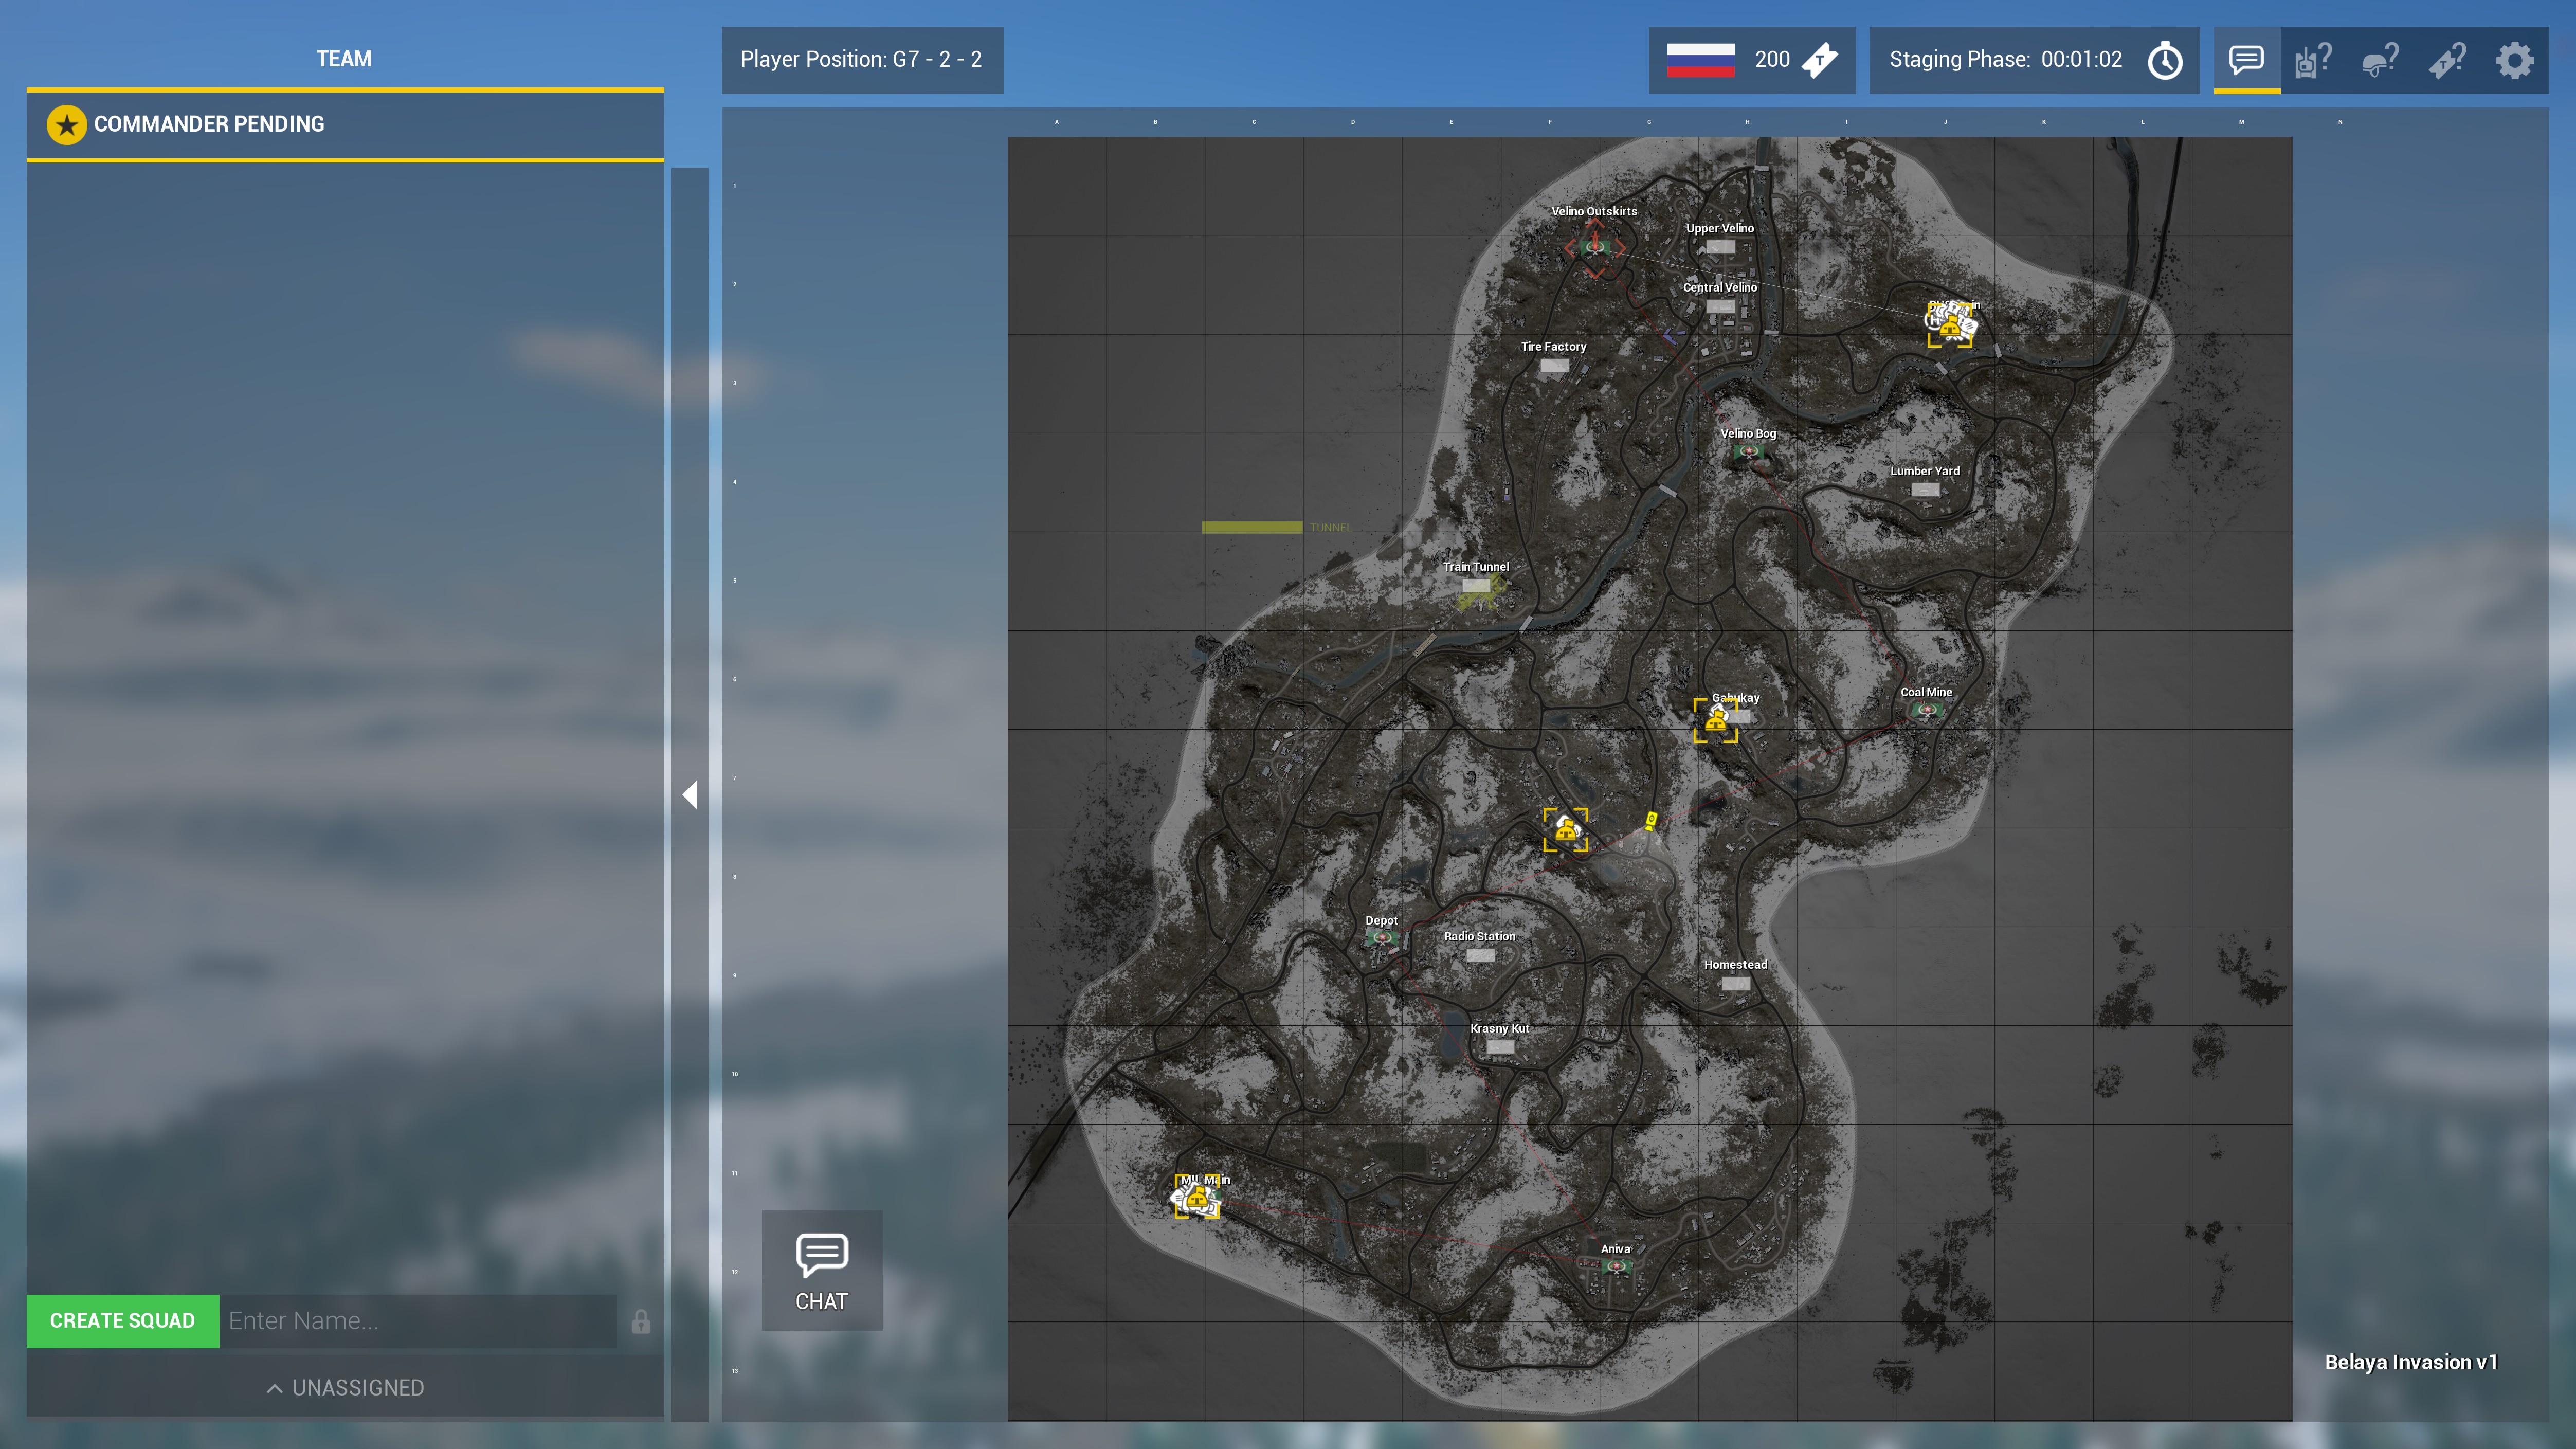 TEAM
Player Position: G7 - 2 - 2
200
T
Staging Phase: 00:01:02
COMMANDER PENDING
A B C D E F G H I J K L M N
1
2
3
4
5
6
7
8
9
10
11
12
13
Velino Outskirts
Upper Velino
Central Velino
Tire Factory
Velino Bog
Lumber Yard
TUNNEL
Train Tunnel
Gabukay
Coal Mine
Depot
Radio Station
Homestead
Krasny Kut
Main
Aniva
CHAT
CREATE SQUAD
Enter Name...
UNASSIGNED
Belaya Invasion v1